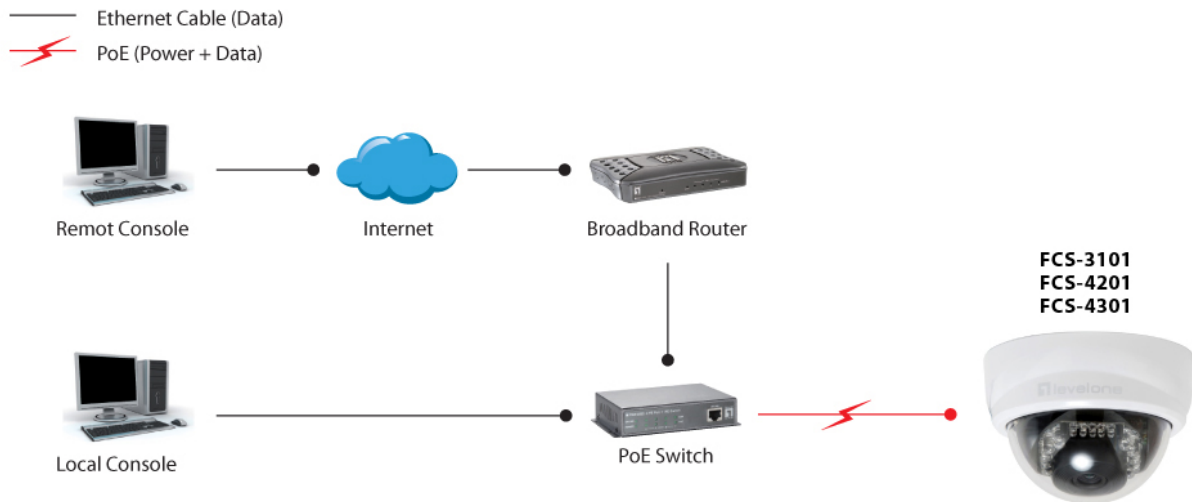 Ethernet Cable (Data)
PoE (Power + Data)
Remot Console
Internet
Broadband Router
FCS-3101
FCS-4201
FCS-4301
levelone
Local Console
PoE Switch